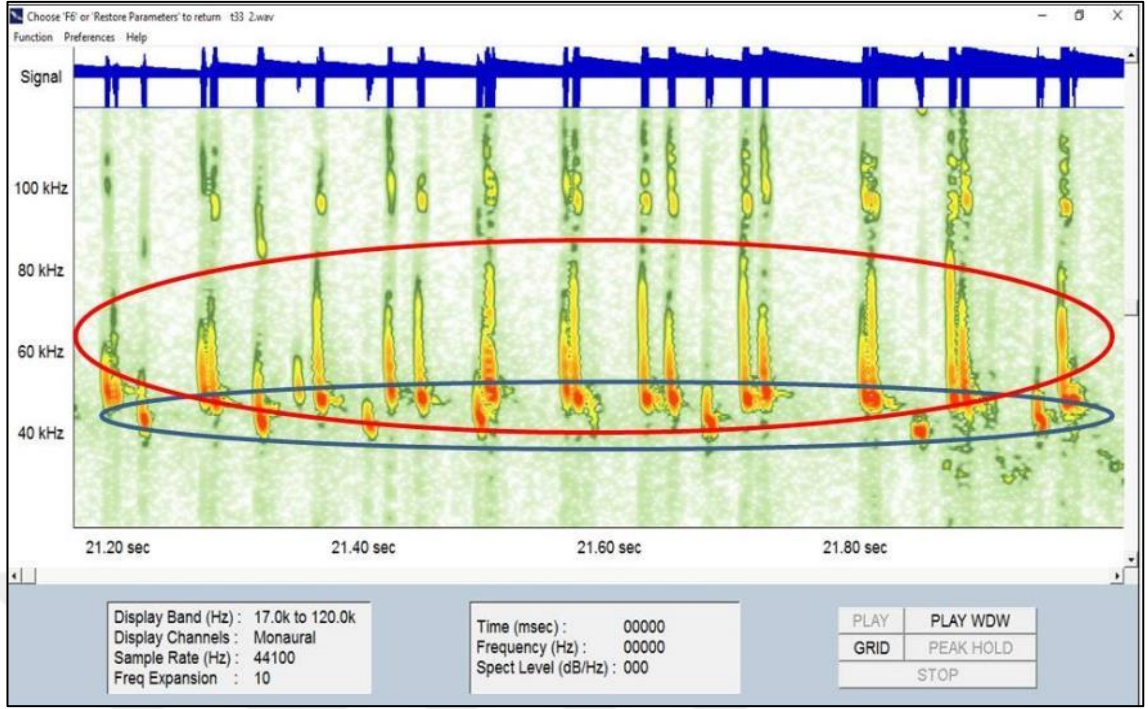 Choose 'F6' or 'Restore Parameters' to return t33 2.wav
Function Preferences Help
Signal
100 kHz
80 kHz
60 kHz
40 kHz
21.20 sec 21.40 sec 21.60 sec 21.80 sec
Display Band (Hz) : 17.0k to 120.0k
Display Channels : Monaural
Sample Rate (Hz) : 44100
Freq Expansion : 10
Time (msec) : 00000
Frequency (Hz) : 00000
Spect Level (dB/Hz) : 000
PLAY PLAY WDW
GRID PEAK HOLD
STOP